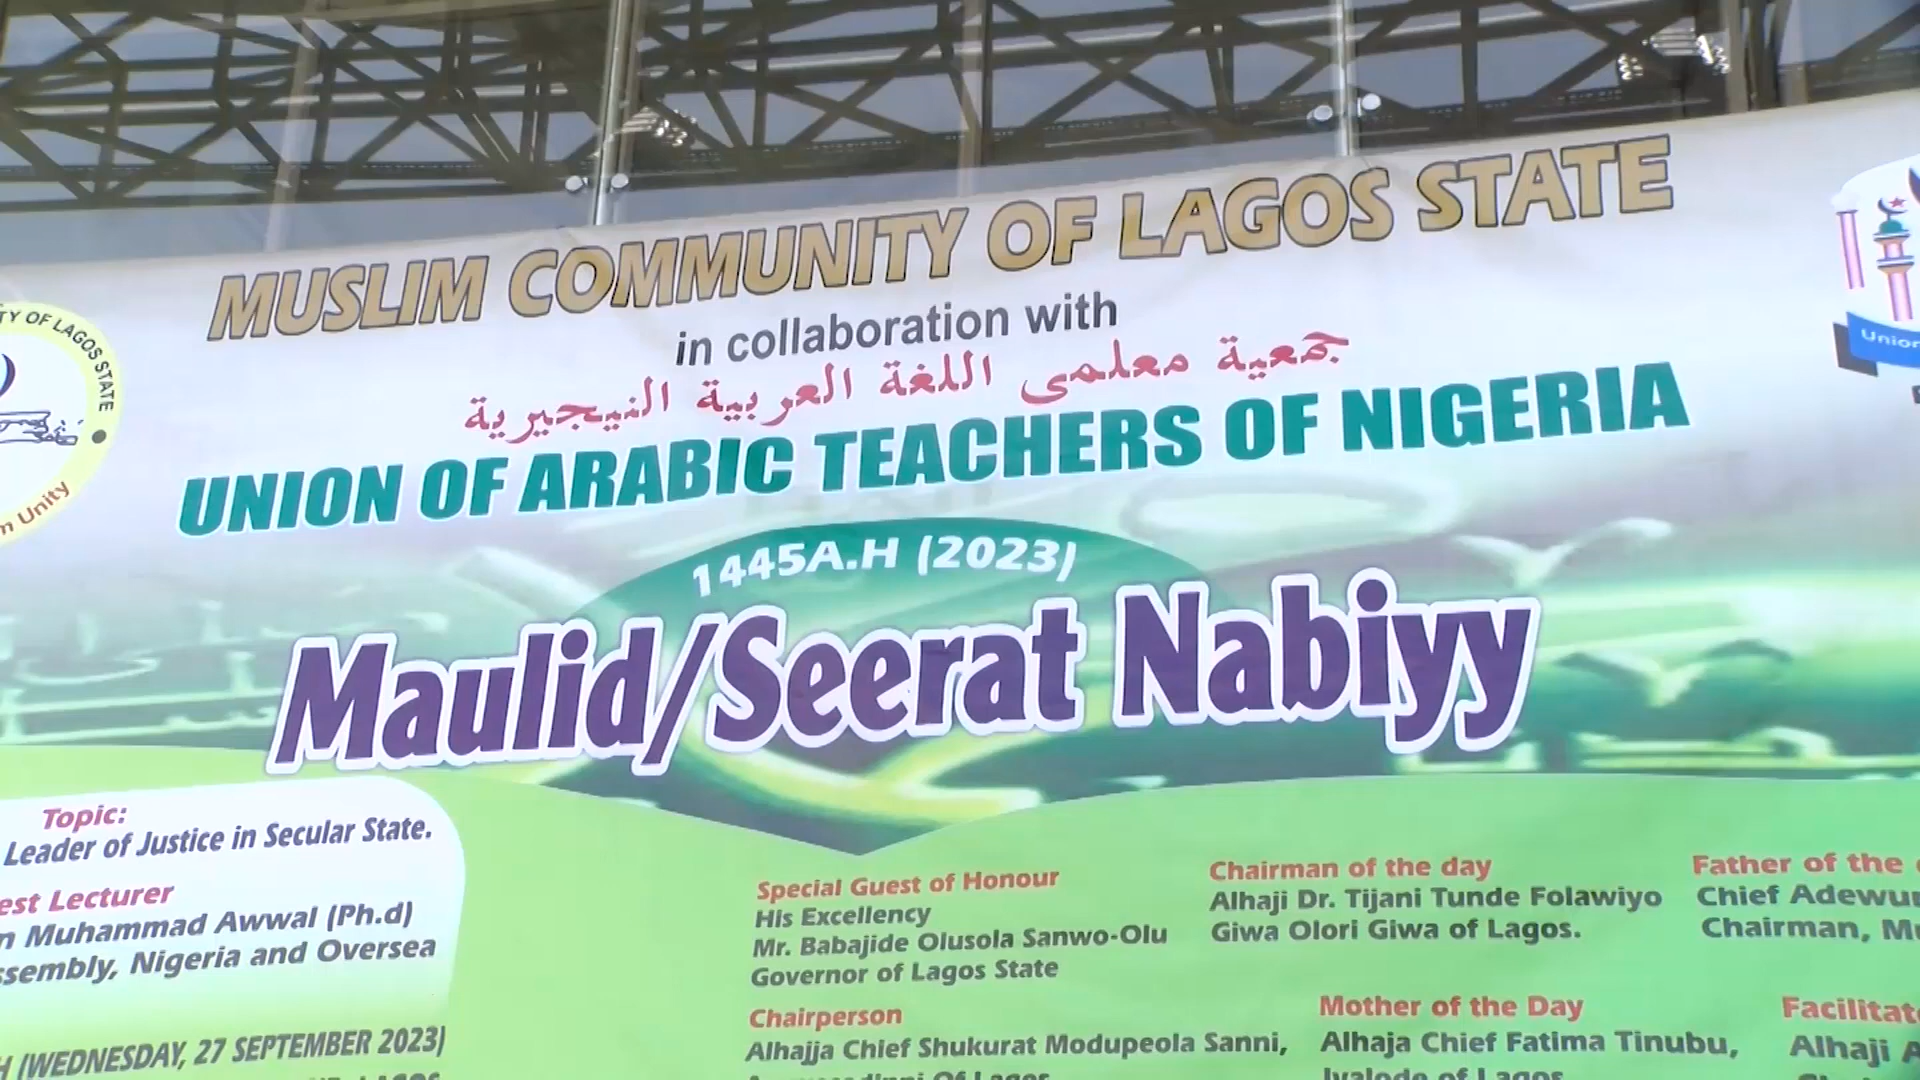 MUSLIM COMMUNITY OF LAGOS STATE
in collaboration with
جمعية معلمى اللغة العربية النيجيرية
UNION OF ARABIC TEACHERS OF NIGERIA
OF LAGOS STATE
Unity
Union
1445A.H (2023)
Maulid/Seerat Nabiyy
Topic:
Leader of Justice in Secular State.
Lecturer
Muhammad Awwal (Ph.d)
Nigeria and Oversea
(WEDNESDAY, 27 SEPTEMBER 2023)
Special Guest of Honour
His Excellency
Mr. Babajide Olusola Sanwo-Olu
Governor of Lagos State
Chairperson
Alhajja Chief Shukurat Modupeola Sanni,
Chairman of the day
Alhaji Dr. Tijani Tunde Folawiyo
Giwa Olori Giwa of Lagos.
Mother of the Day
Alhaja Chief Fatima Tinubu,
Iyalode of Lagos
Father of the
Chief
Chairman,
Alhaji